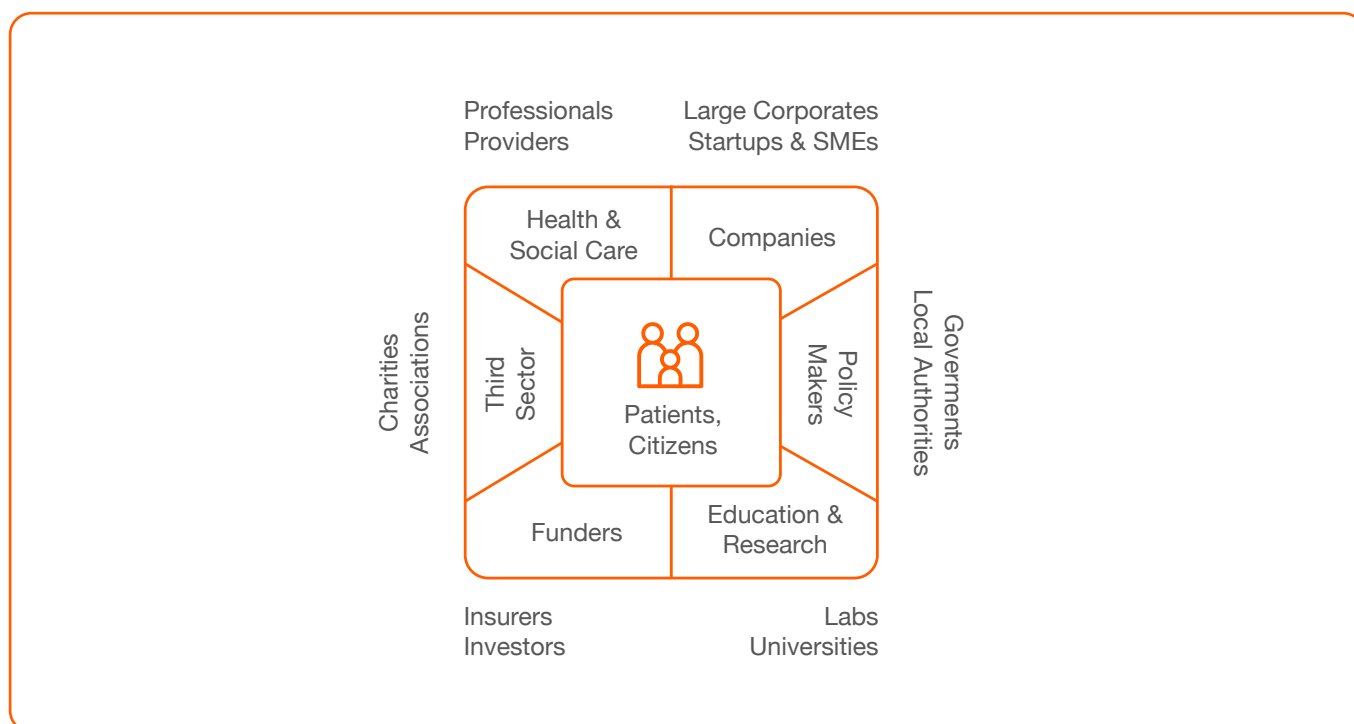 Professionals
Providers
Large Corporates
Startups & SMEs
Health &
Social Care
Companies
Charities
Associations
Third
Sector
Patients,
Citizens
Policy
Makers
Goverments
Local Authorities
Funders
Education &
Research
Insurers
Investors
Labs
Universities